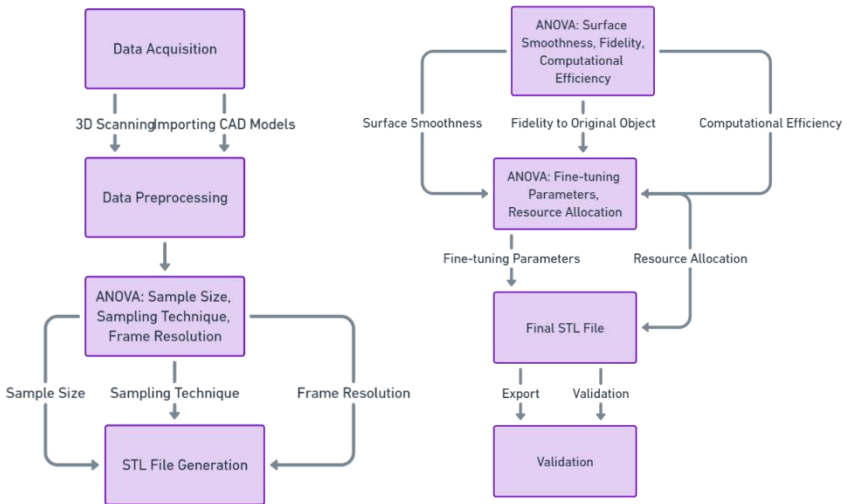 Data Acquisition
3D Scanning
Importing CAD Models
Data Preprocessing
ANOVA: Sample Size,
Sampling Technique,
Frame Resolution
Sample Size
Sampling Technique
Frame Resolution
STL File Generation
ANOVA: Surface
Smoothness, Fidelity,
Computational
Efficiency
Surface Smoothness
Fidelity to Original Object
Computational Efficiency
ANOVA: Fine-tuning
Parameters,
Resource Allocation
Fine-tuning Parameters
Resource Allocation
Final STL File
Export
Validation
Validation